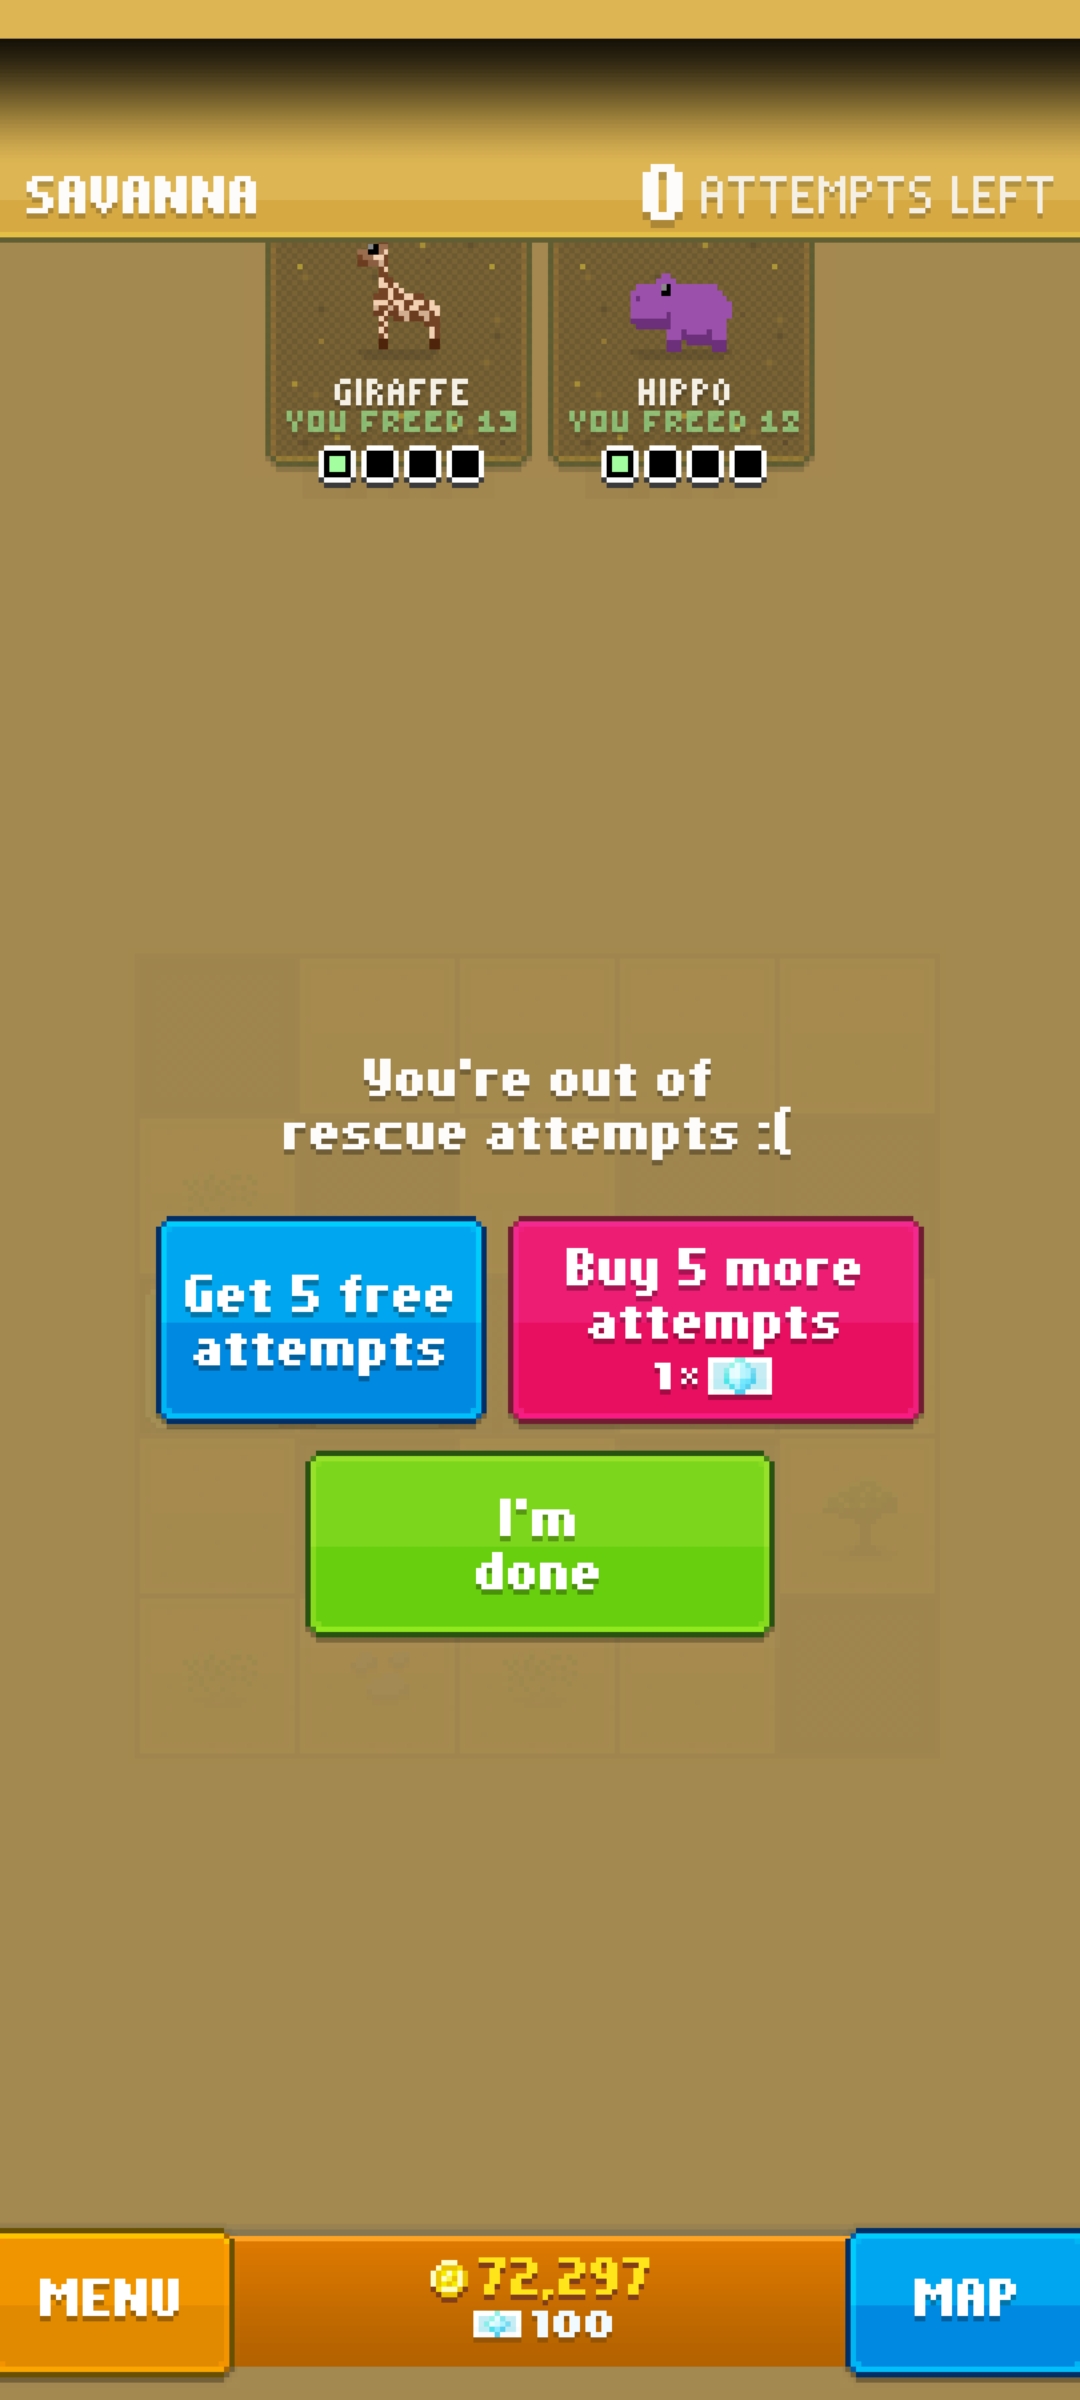 SAVANNA
0 ATTEMPTS LEFT
GIRAFFE
YOU FREED 13
HIPPO
YOU FREED 12
You're out of
rescue attempts :(
Get 5 free
attempts
Buy 5 more
attempts
1×
I'm
done
MENU
72,297
100
MAP